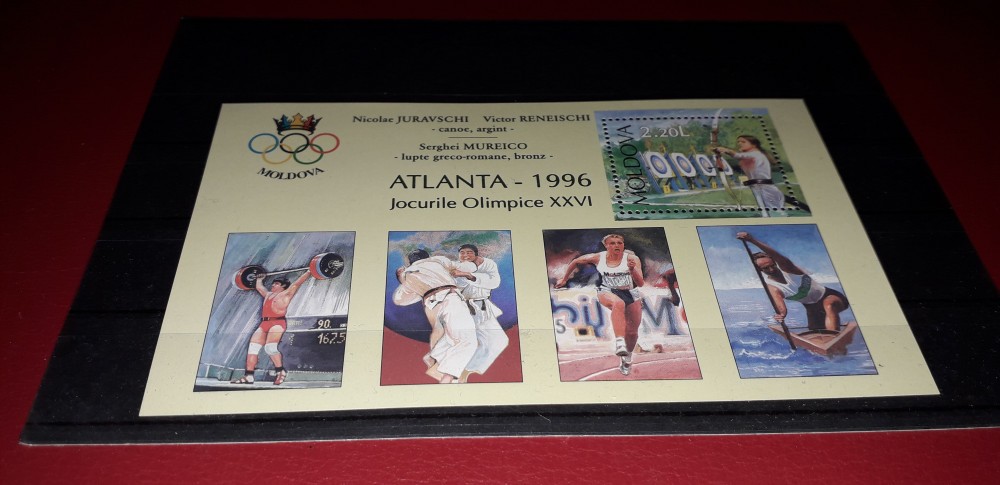 Nicolae JURAVSCHI Victor RENEISCHI
- canoe, argint -
Serghei MUREICO
- lupte greco-romane, bronz -
ATLANTA - 1996
Jocurile Olimpice XXVI
MOLDOVA
2.20L
MOLDOVA
90.
162.5